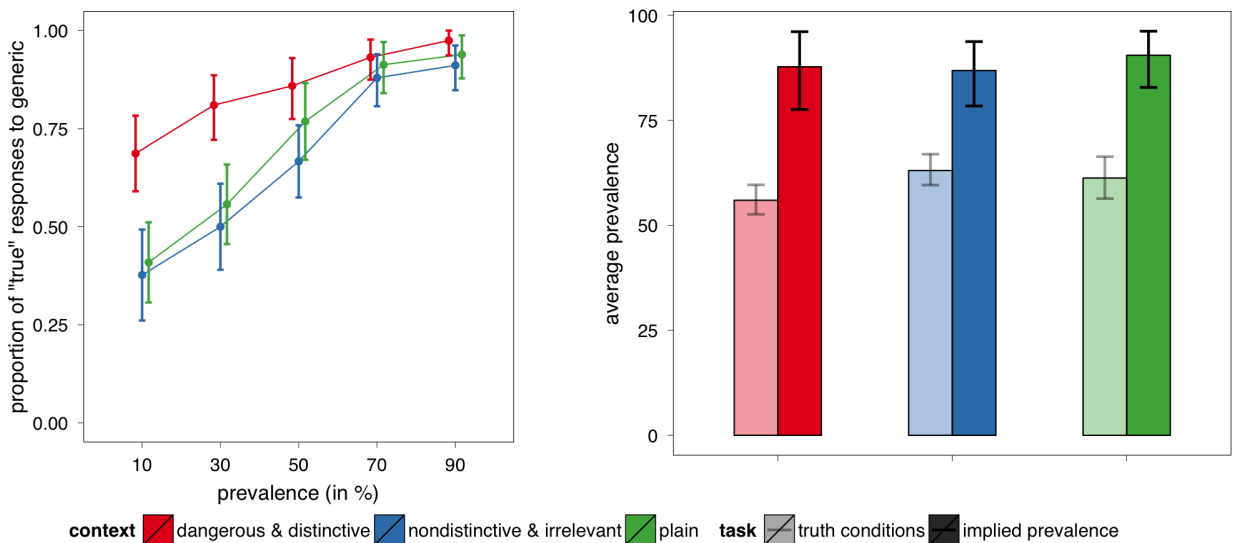 proportion of "true" responses to generic
1.00
0.75
0.50
0.25
0.00
10 30 50 70 90
prevalence (in %)
average prevalence
100
75
50
25
0
context dangerous & distinctive nondistinctive & irrelevant plain task truth conditions implied prevalence